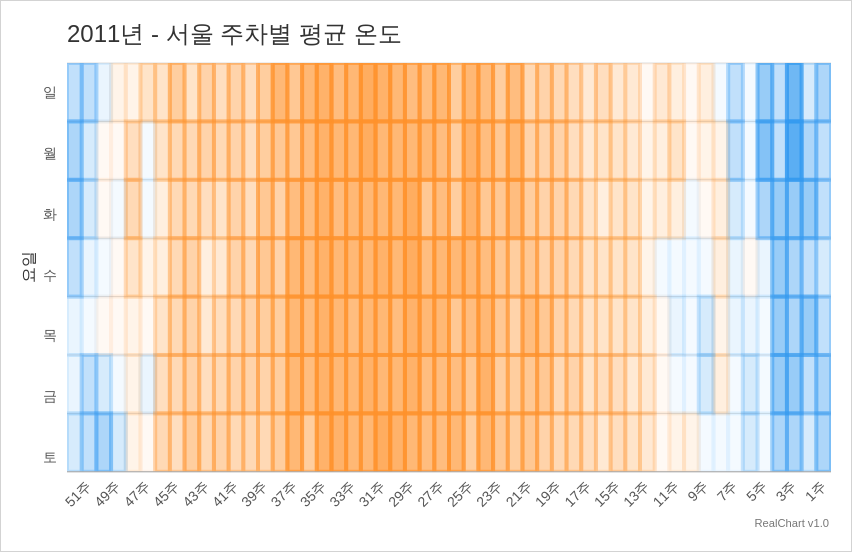 2011년 - 서울 주차별 평균 온도
요일
일
월
화
수
목
금
토
51주 49주 47주 45주 43주 41주 39주 37주 35주 33주 31주 29주 27주 25주 23주 21주 19주 17주 15주 13주 11주 9주 7주 5주 3주 1주
RealChart v1.0